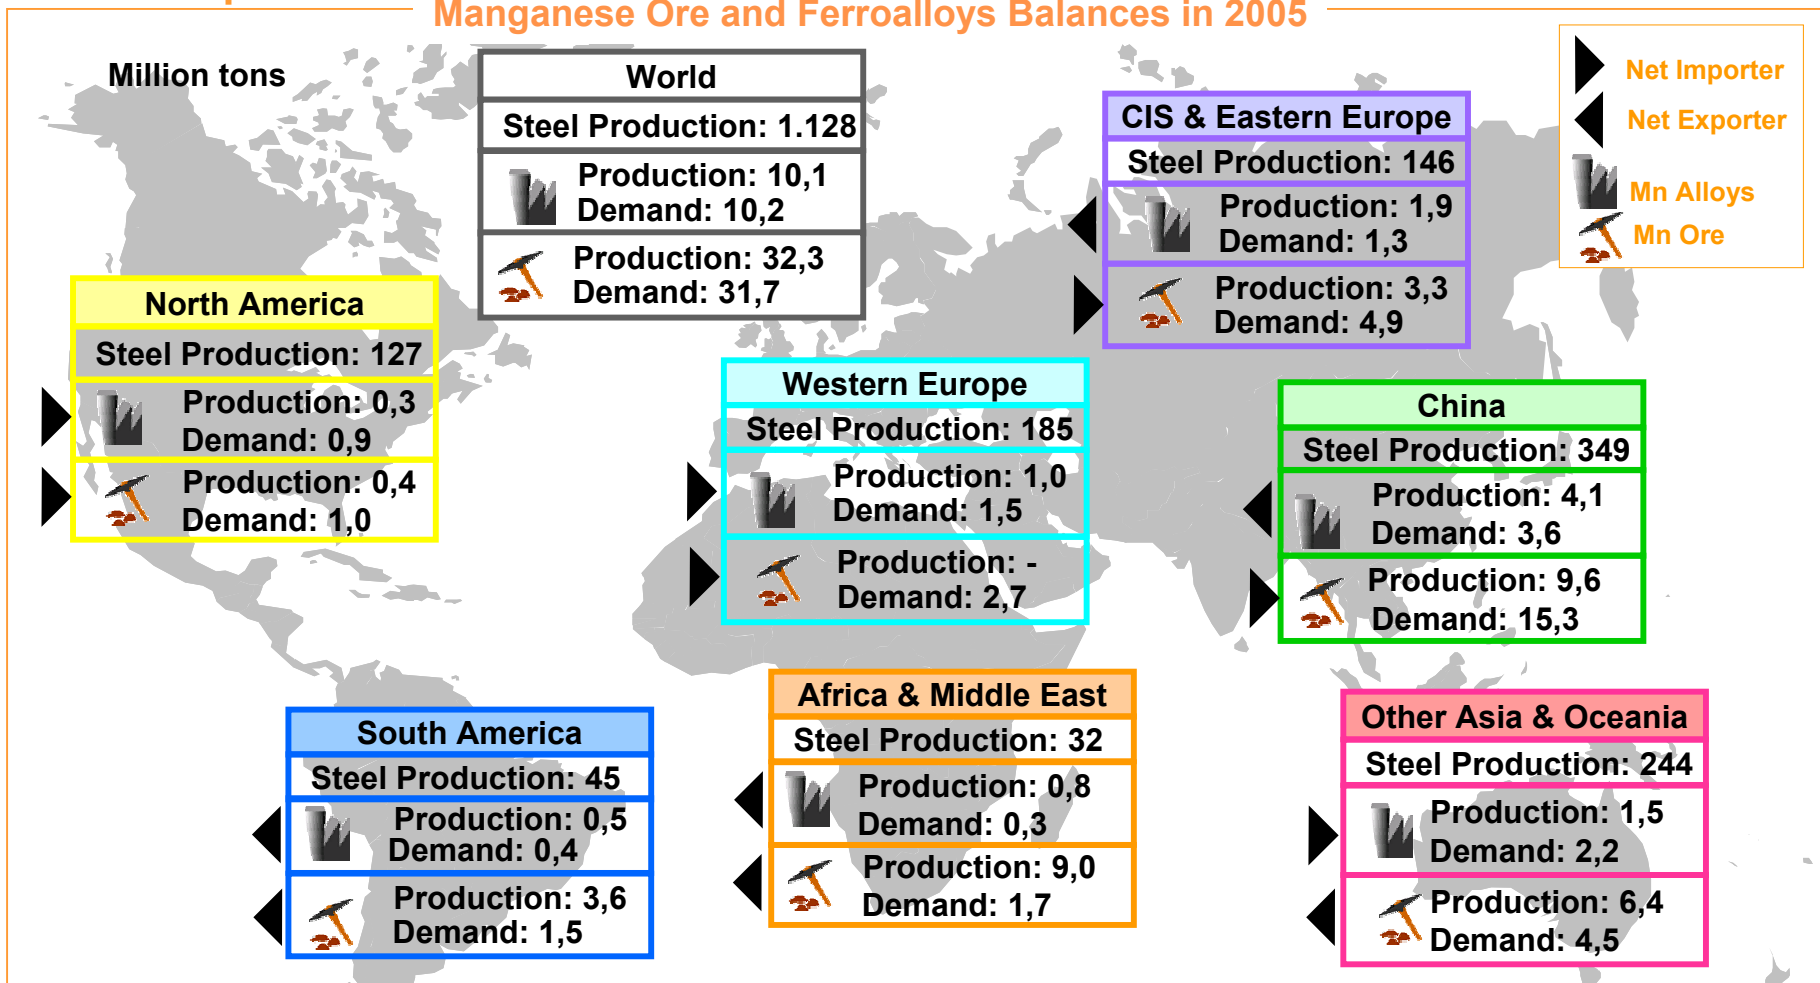 Manganese Ore and Ferroalloys Balances in 2005
Million tons
World
Steel Production: 1.128
Production: 10,1
Demand: 10,2
Production: 32,3
Demand: 31,7
Net Importer
Net Exporter
Mn Alloys
Mn Ore
CIS & Eastern Europe
Steel Production: 146
Production: 1,9
Demand: 1,3
Production: 3,3
Demand: 4,9
North America
Steel Production: 127
Production: 0,3
Demand: 0,9
Production: 0,4
Demand: 1,0
Western Europe
Steel Production: 185
Production: 1,0
Demand: 1,5
Production: -
Demand: 2,7
China
Steel Production: 349
Production: 4,1
Demand: 3,6
Production: 9,6
Demand: 15,3
South America
Steel Production: 45
Production: 0,5
Demand: 0,4
Production: 3,6
Demand: 1,5
Africa & Middle East
Steel Production: 32
Production: 0,8
Demand: 0,3
Production: 9,0
Demand: 1,7
Other Asia & Oceania
Steel Production: 244
Production: 1,5
Demand: 2,2
Production: 6,4
Demand: 4,5